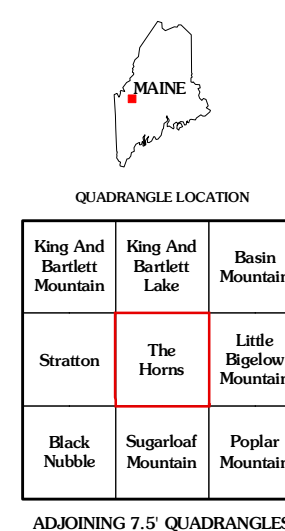 MAINE
QUADRANGLE LOCATION
King And
Bartlett
Mountain
King And
Bartlett
Lake
Basin
Mountain
Stratton
The
Horns
Little
Bigelow
Mountain
Black
Nubble
Sugarloaf
Mountain
Poplar
Mountain
ADJOINING 7.5' QUADRANGLES